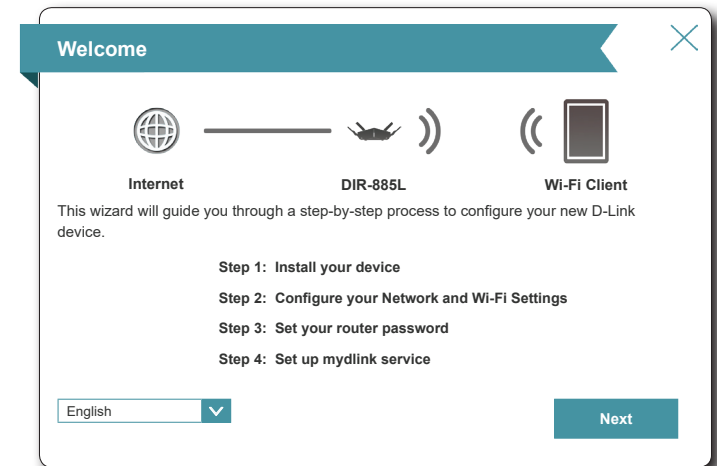 Welcome
Internet
DIR-885L
Wi-Fi Client
This wizard will guide you through a step-by-step process to configure your new D-Link
device.
Step 1: Install your device
Step 2: Configure your Network and Wi-Fi Settings
Step 3: Set your router password
Step 4: Set up mydlink service
English
Next